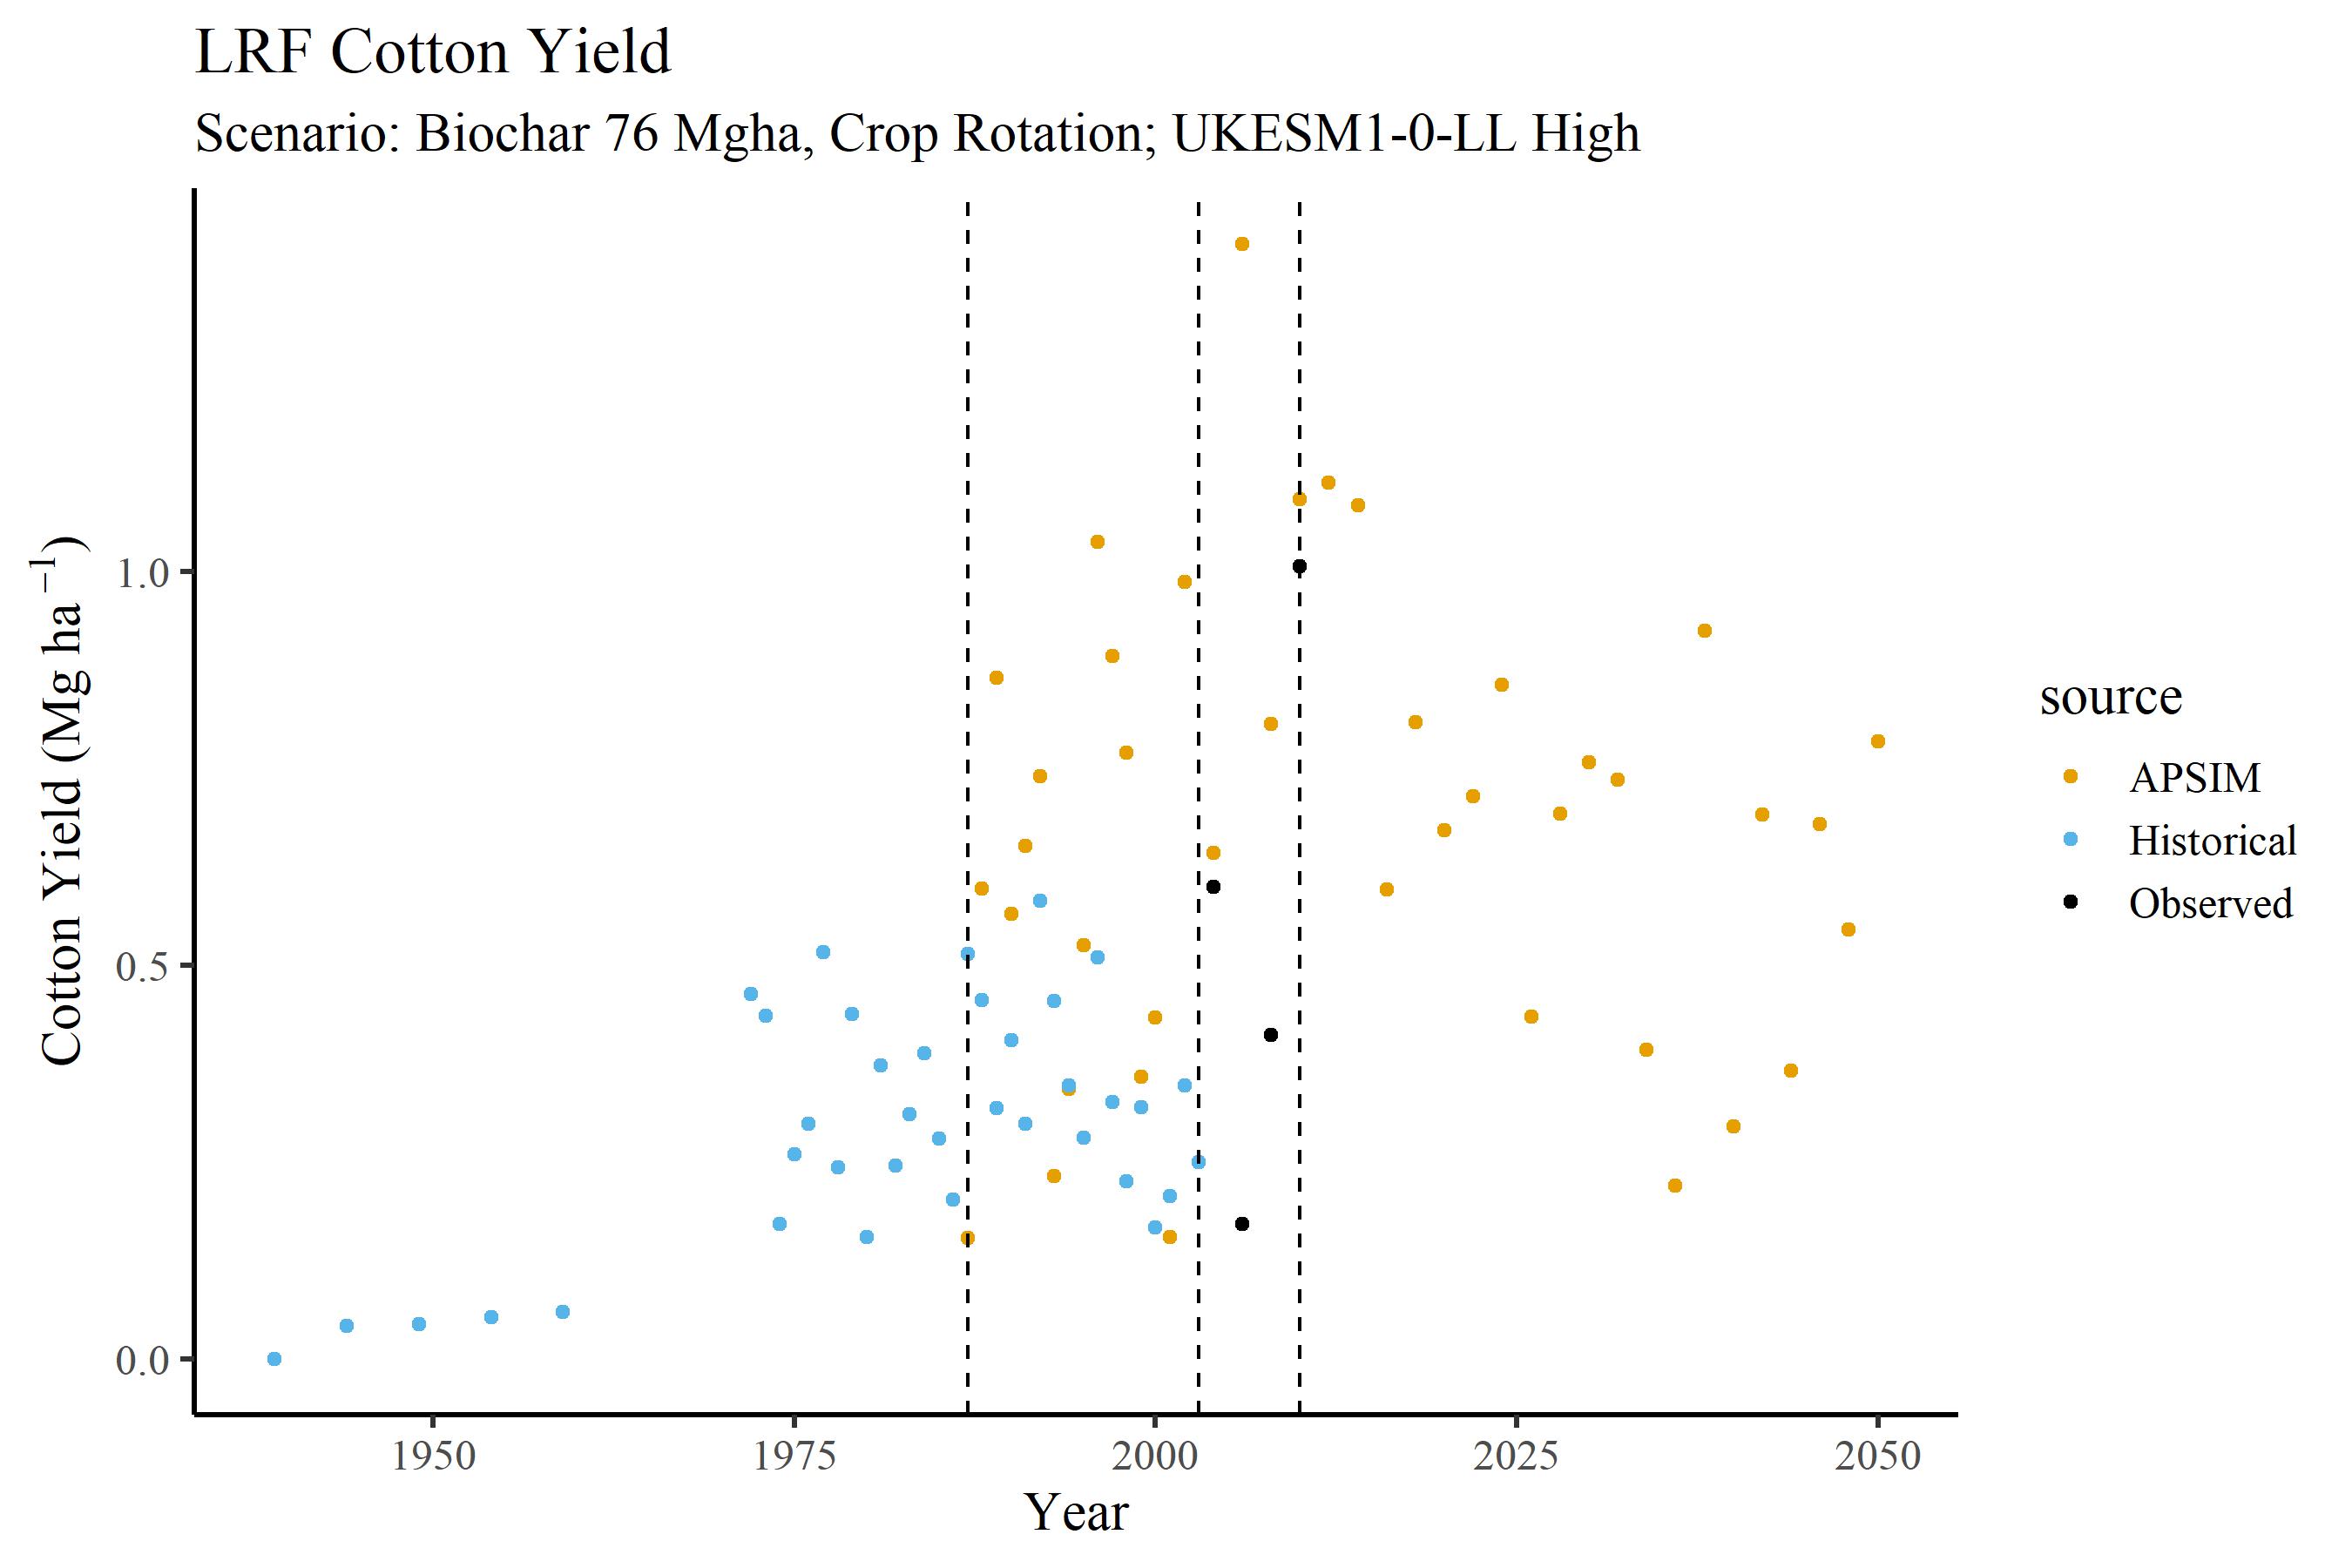 LRF Cotton Yield
Scenario: Biochar 76 Mgha, Crop Rotation; UKESM1-0-LL High
Cotton Yield (Mg ha −1)
1.0
0.5
0.0
1950 1975 2000 2025 2050
Year
source
APSIM
Historical
Observed